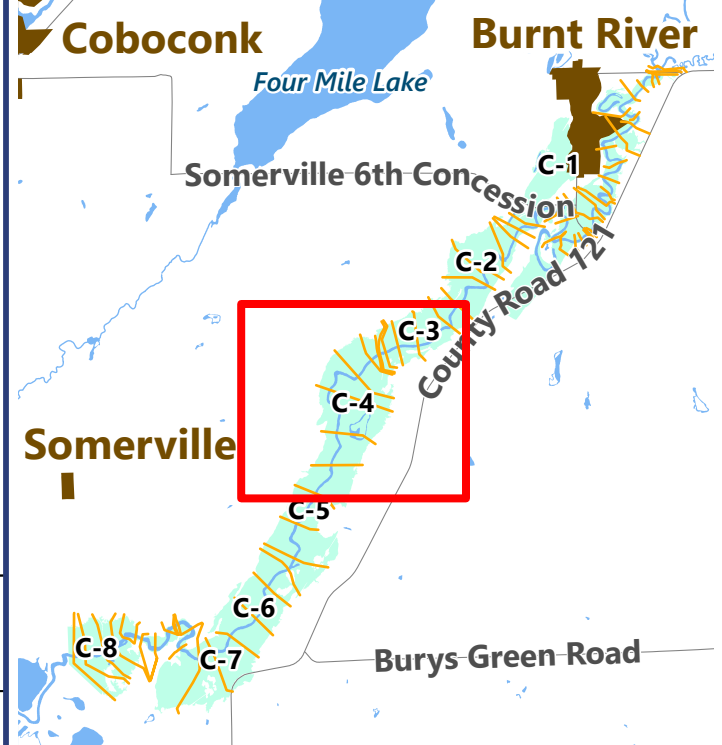 Coboconk
Burnt River
Four Mile Lake
C-1
Somerville 6th Concession
C-2
County Road 121
C-3
C-4
Somerville
C-5
C-6
C-8
C-7
Burys Green Road